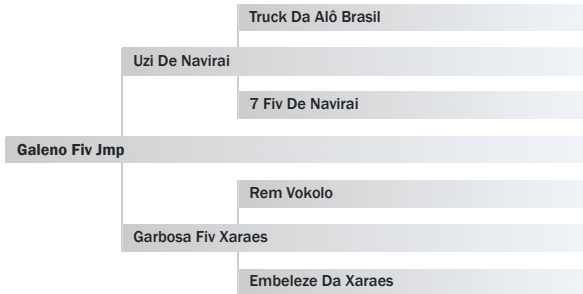 Truck Da Alô Brasil
Uzi De Navirai
7 Fiv De Navirai
Galeno Fiv Jmp
Rem Vokolo
Garbosa Fiv Xaraes
Embeleze Da Xaraes